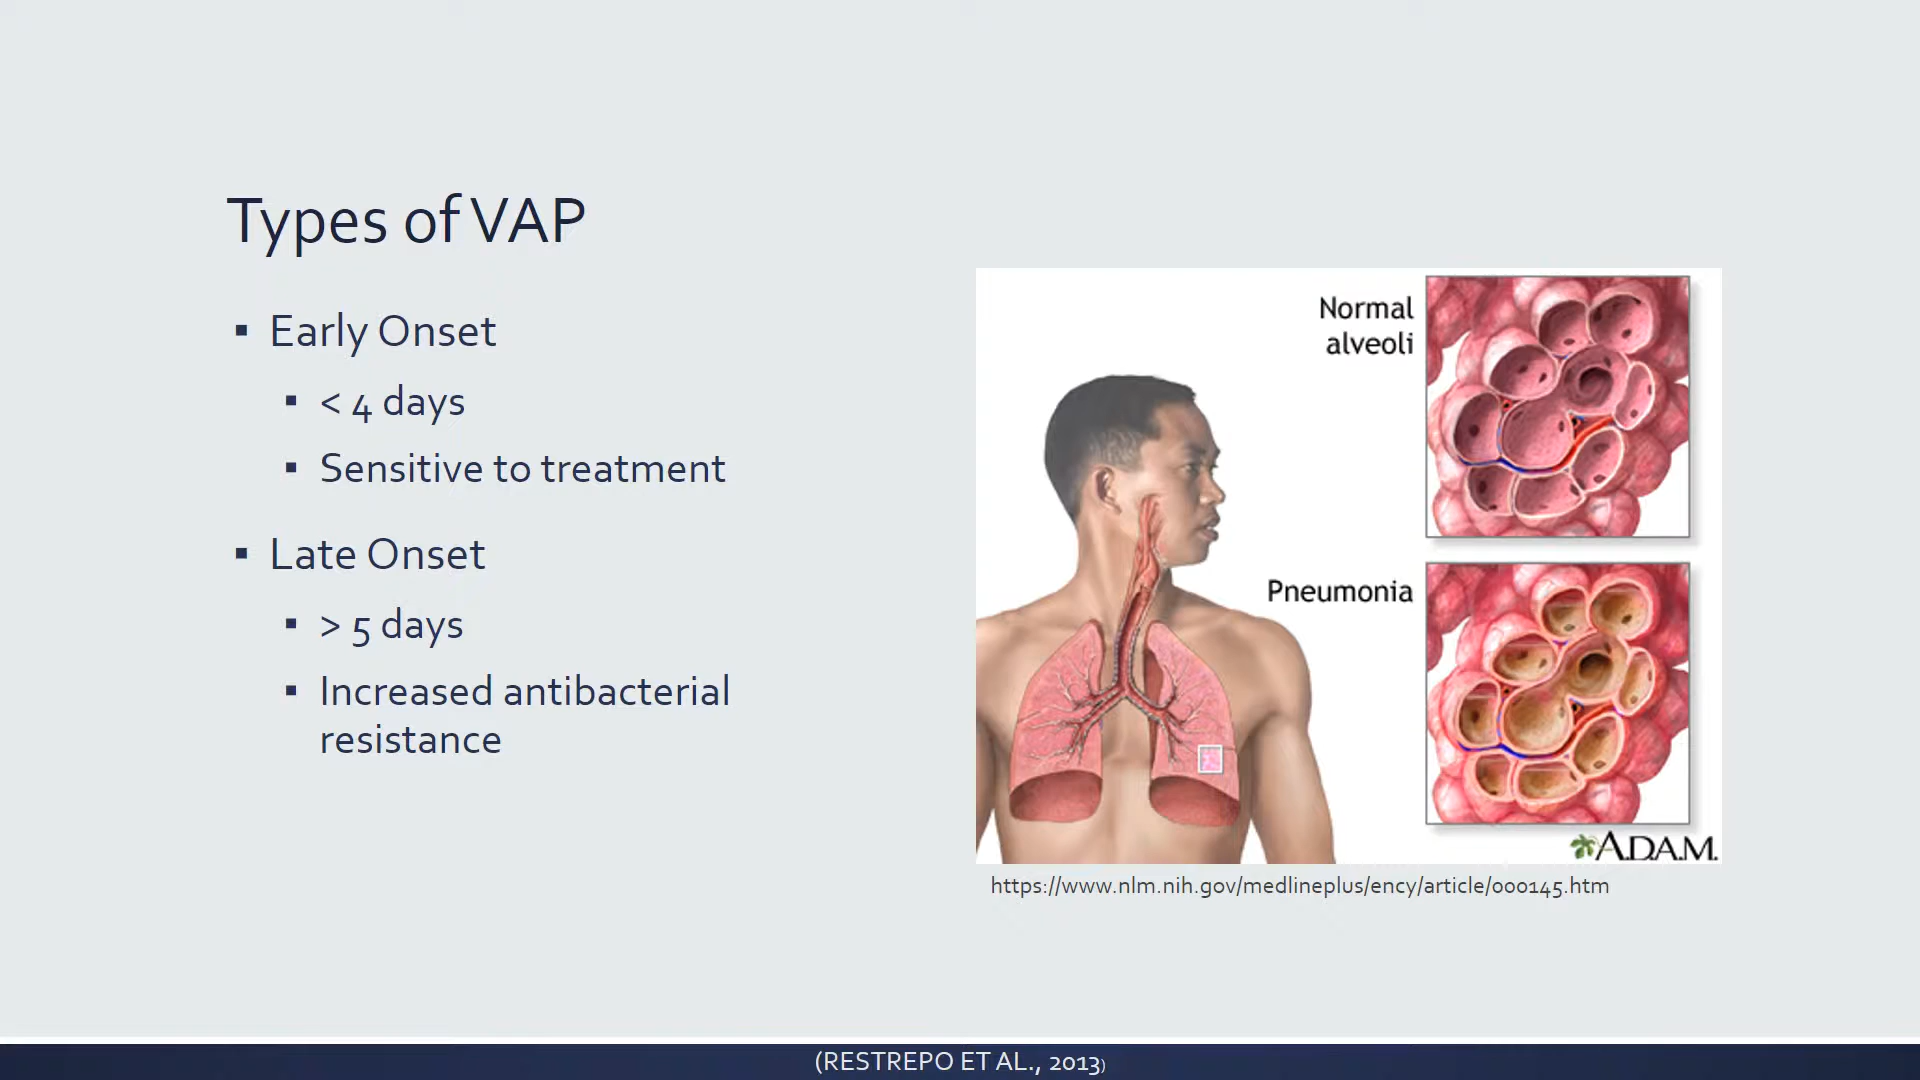 Types of VAP
▪ Early Onset
▪ < 4 days
▪ Sensitive to treatment
▪ Late Onset
▪ > 5 days
▪ Increased antibacterial
resistance
Normal
alveoli
Pneumonia
A.D.A.M.
https://www.nlm.nih.gov/medlineplus/ency/article/000145.htm
(RESTREPO ET AL., 2013)